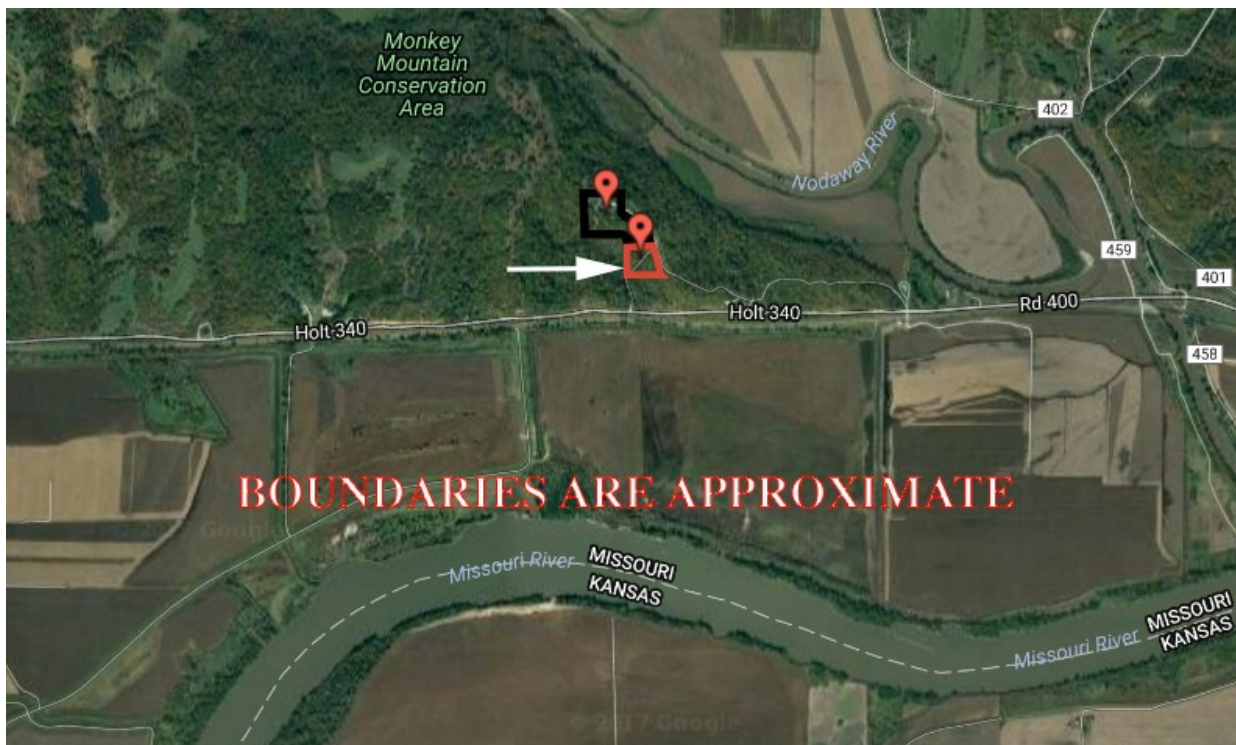 Monkey
Mountain
Conservation
Area
402
Nodaway River
459
401
Holt 340
Holt 340
Rd 400
458
BOUNDARIES ARE APPROXIMATE
Missouri River
MISSOURI
KANSAS
Missouri River
MISSOURI
KANSAS
© 2017 Google